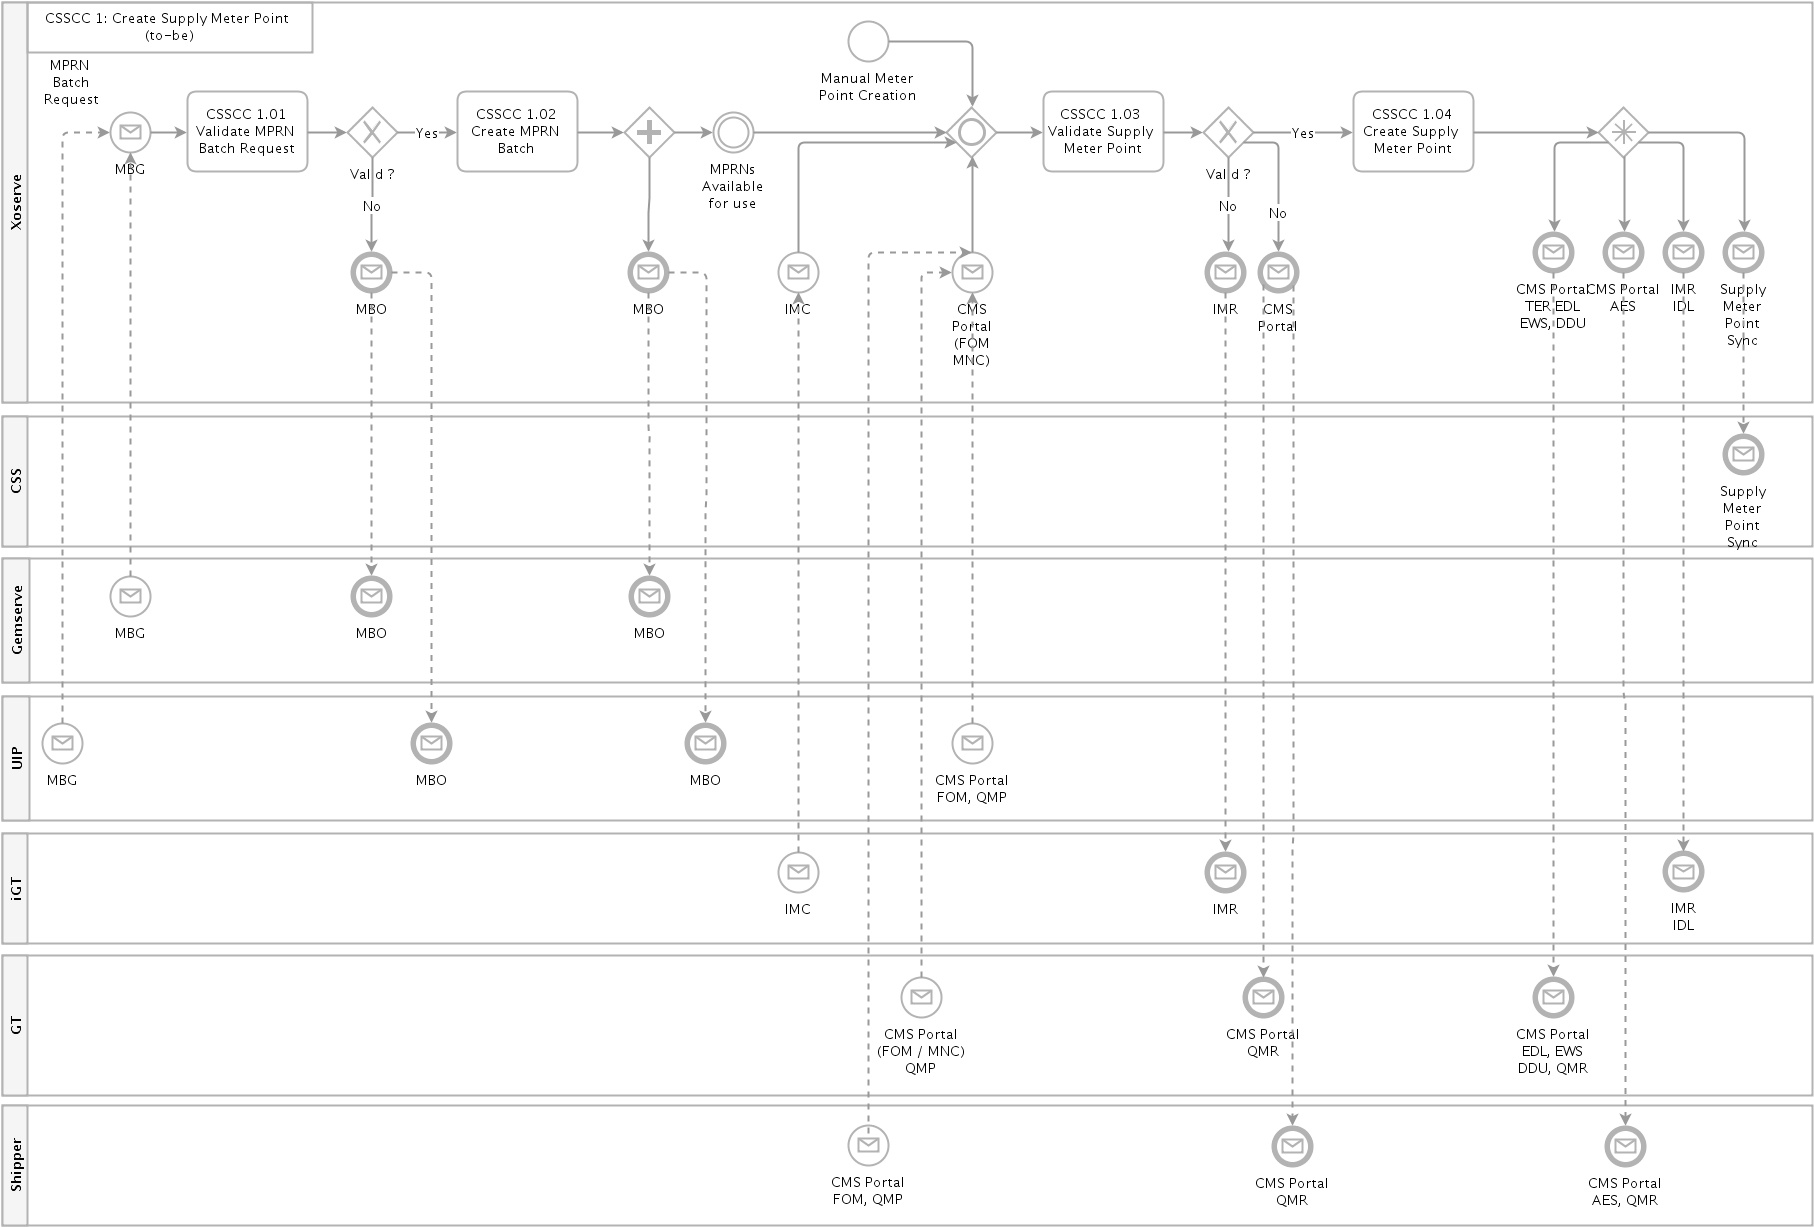 CSSCC 1: Create Supply Meter Point
(to-be)
Xoserve
MPRN
Batch
Request
MBG
CSSCC 1.01
Validate MPRN
Batch Request
Valid ?
Yes
No
MBO
CSSCC 1.02
Create MPRN
Batch
MBO
MPRNs
Available
for use
Manual Meter
Point Creation
IMC
CMS
Portal
(FOM
MNC)
CSSCC 1.03
Validate Supply
Meter Point
Valid ?
Yes
No
No
IMR
CMS
Portal
CSSCC 1.04
Create Supply
Meter Point
CMS Portal
TER EDL
EWS, DDU
CMS Portal
AES
IMR
IDL
Supply
Meter
Point
Sync
CSS
Supply
Meter
Point
Sync
Gemserve
MBG
MBO
MBO
UIP
MBG
MBO
MBO
CMS Portal
FOM, QMP
iGT
IMC
IMR
IMR
IDL
GT
CMS Portal
(FOM / MNC)
QMP
CMS Portal
QMR
CMS Portal
EDL, EWS
DDU, QMR
Shipper
CMS Portal
FOM, QMP
CMS Portal
QMR
CMS Portal
AES, QMR